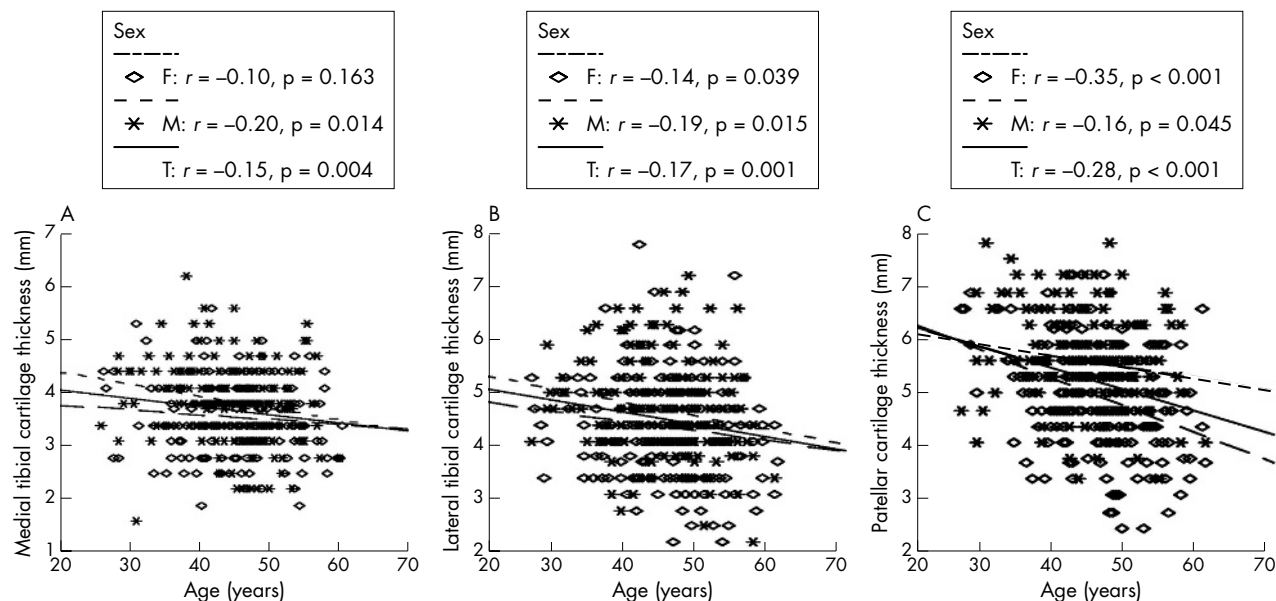 Sex
F: r = –0.10, p = 0.163
M: r = –0.20, p = 0.014
T: r = –0.15, p = 0.004
Sex
F: r = –0.14, p = 0.039
M: r = –0.19, p = 0.015
T: r = –0.17, p = 0.001
Sex
F: r = –0.35, p < 0.001
M: r = –0.16, p = 0.045
T: r = –0.28, p < 0.001
A
Medial tibial cartilage thickness (mm)
7
6
5
4
3
2
1
20 30 40 50 60 70
Age (years)
B
Lateral tibial cartilage thickness (mm)
8
7
6
5
4
3
2
20 30 40 50 60 70
Age (years)
C
Patellar cartilage thickness (mm)
8
7
6
5
4
3
2
20 30 40 50 60 70
Age (years)